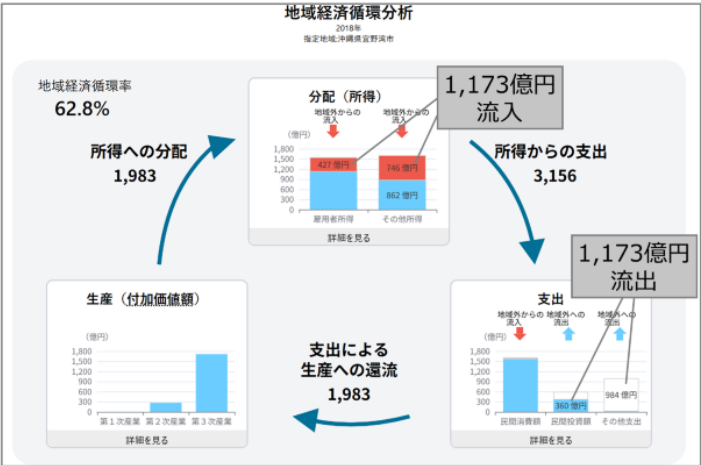 地域経済循環分析
2018年
指定地域:沖縄県宜野湾市
地域経済循環率
62.8%
分配（所得）
地域外からの
流入
地域外からの
流入
(億円)
1,800
1,500
1,200
900
600
300
0
427 億円
746 億円
862 億円
雇用者所得
その他所得
詳細を見る
1,173億円
流入
所得への分配
1,983
所得からの支出
3,156
1,173億円
流出
生産（付加価値額）
(億円)
1,800
1,500
1,200
900
600
300
0
第１次産業
第２次産業
第３次産業
詳細を見る
支出による
生産への還流
1,983
支出
地域外からの
流入
地域外への
流出
地域外への
流出
(億円)
1,800
1,500
1,200
900
600
300
0
360 億円
984 億円
民間消費額
民間投資額
その他支出
詳細を見る